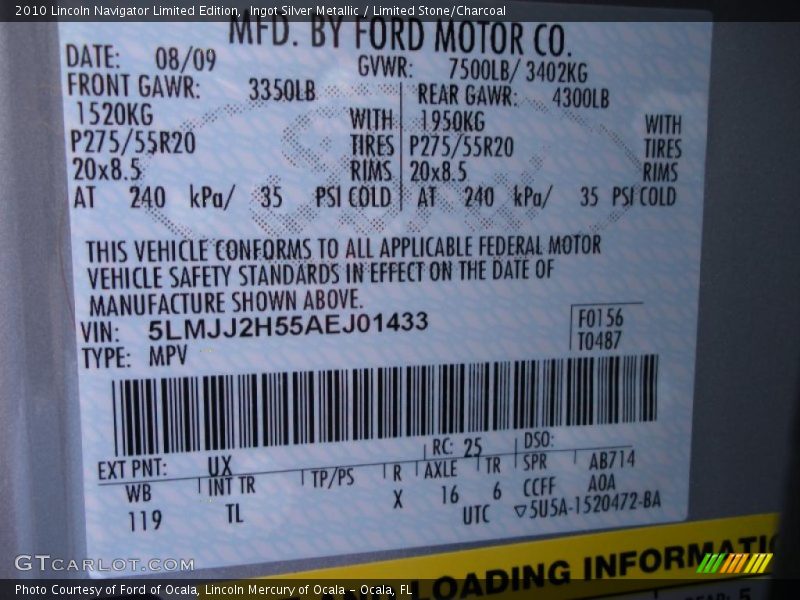 2010 Lincoln Navigator Limited Edition, Ingot Silver Metallic / Limited Stone/Charcoal
MFD. BY FORD MOTOR CO.
DATE: 08/09 GVWR: 7500LB/ 3402KG
FRONT GAWR: 3350LB REAR GAWR: 4300LB
1520KG WITH 1950KG WITH
P275/55R20 TIRES P275/55R20 TIRES
20x8.5 RIMS 20x8.5 RIMS
AT 240 kPa/ 35 PSI COLD AT 240 kPa/ 35 PSI COLD
THIS VEHICLE CONFORMS TO ALL APPLICABLE FEDERAL MOTOR
VEHICLE SAFETY STANDARDS IN EFFECT ON THE DATE OF
MANUFACTURE SHOWN ABOVE.
VIN: 5LMJJ2H55AEJ01433 F0156
TYPE: MPV T0487
RC: 25 DSO:
EXT PNT: UX
WB INT TR TP/PS R AXLE TR SPR AB714
119 TL X 16 6 CCFF A0A
UTC ▽5U5A-1520472-BA
LOADING INFORMATIO
GTCARLOT.COM
Photo Courtesy of Ford of Ocala, Lincoln Mercury of Ocala - Ocala, FL